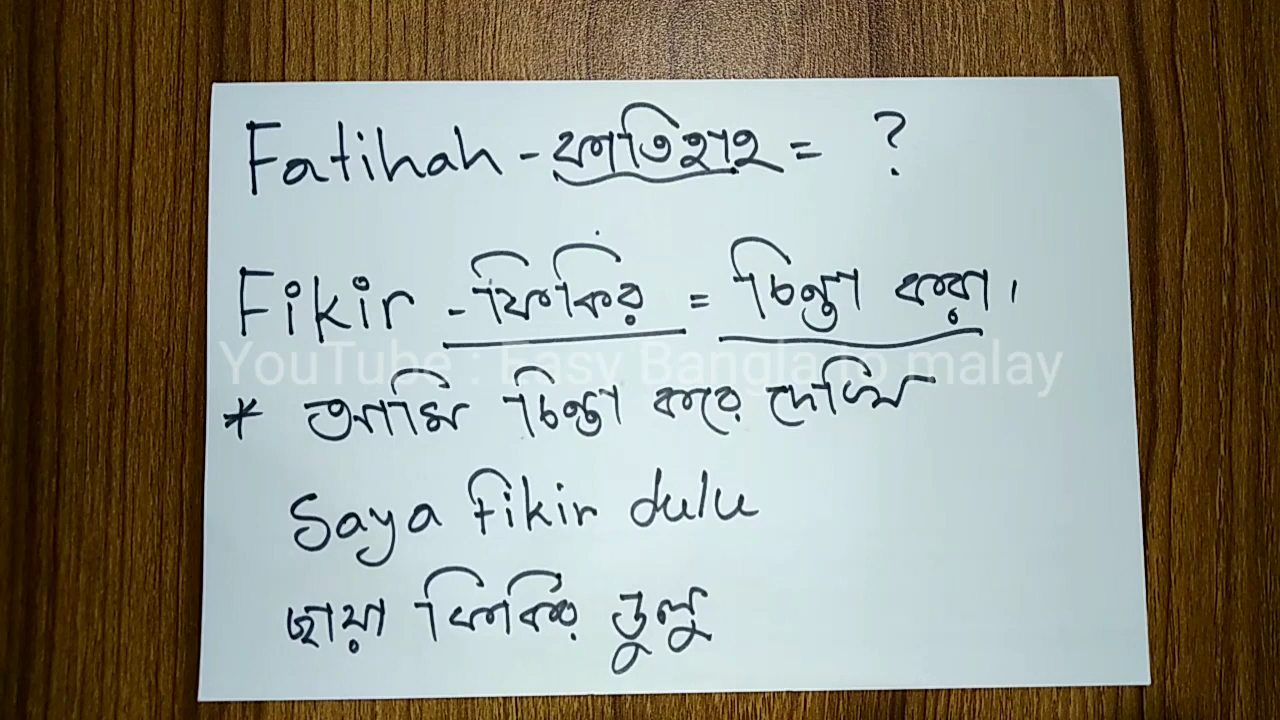 Fatihah - ফাতিহাহ = ?
Fikir - ফিকির = চিন্তা করা।
YouTube : Easy Bangla to malay
* আমি চিন্তা করে দেখি
Saya fikir dulu
ছায়া ফিকির ডুলু